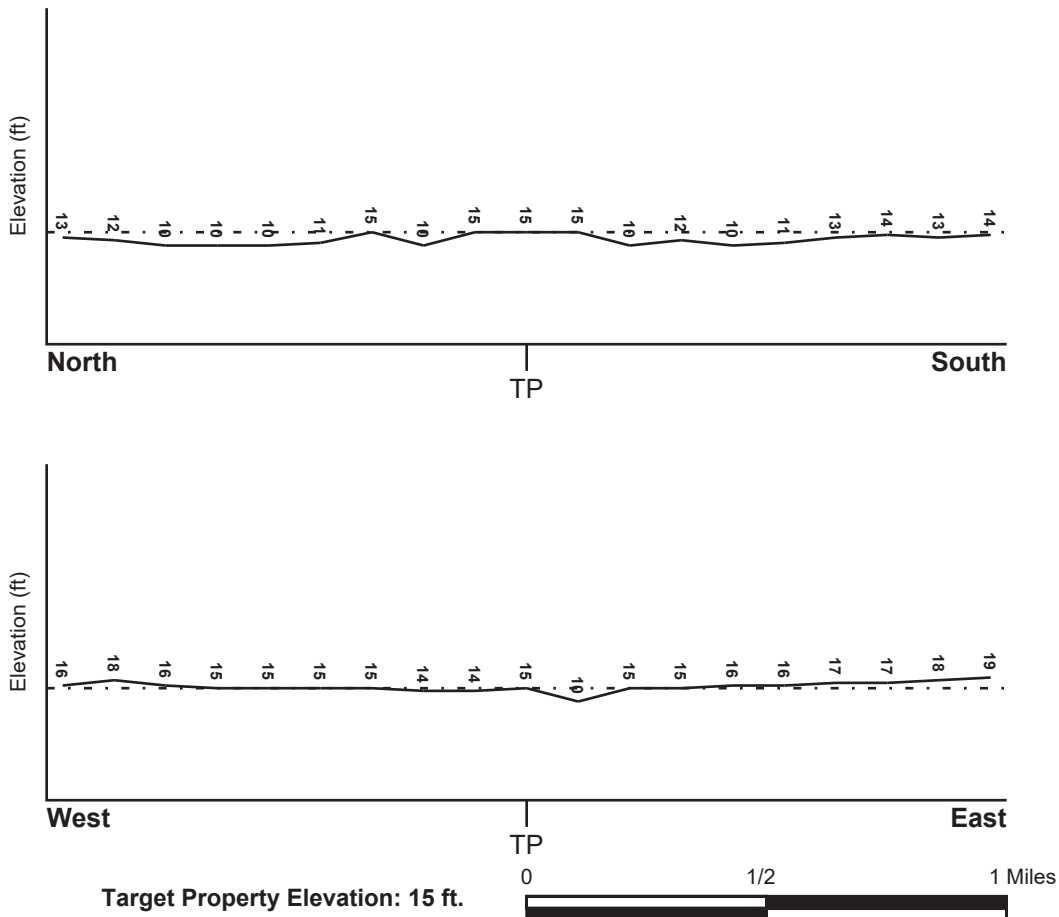 Elevation (ft)
13 12 10 10 10 11 15 10 15 15 15 10 12 10 11 13 14 13 14
North South
TP
Elevation (ft)
16 18 16 15 15 15 15 14 14 15 10 15 15 16 16 17 17 18 19
West East
TP
Target Property Elevation: 15 ft.
0 1/2 1 Miles